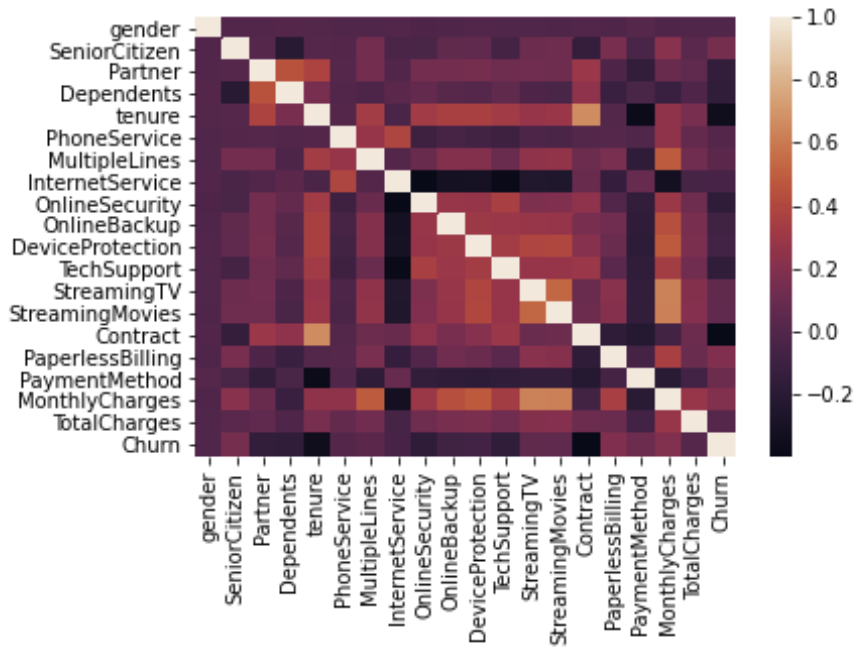 gender
SeniorCitizen
Partner
Dependents
tenure
PhoneService
MultipleLines
InternetService
OnlineSecurity
OnlineBackup
DeviceProtection
TechSupport
StreamingTV
StreamingMovies
Contract
PaperlessBilling
PaymentMethod
MonthlyCharges
TotalCharges
Churn
gender
SeniorCitizen
Partner
Dependents
tenure
PhoneService
MultipleLines
InternetService
OnlineSecurity
OnlineBackup
DeviceProtection
TechSupport
StreamingTV
StreamingMovies
Contract
PaperlessBilling
PaymentMethod
MonthlyCharges
TotalCharges
Churn
1.0
0.8
0.6
0.4
0.2
0.0
−0.2